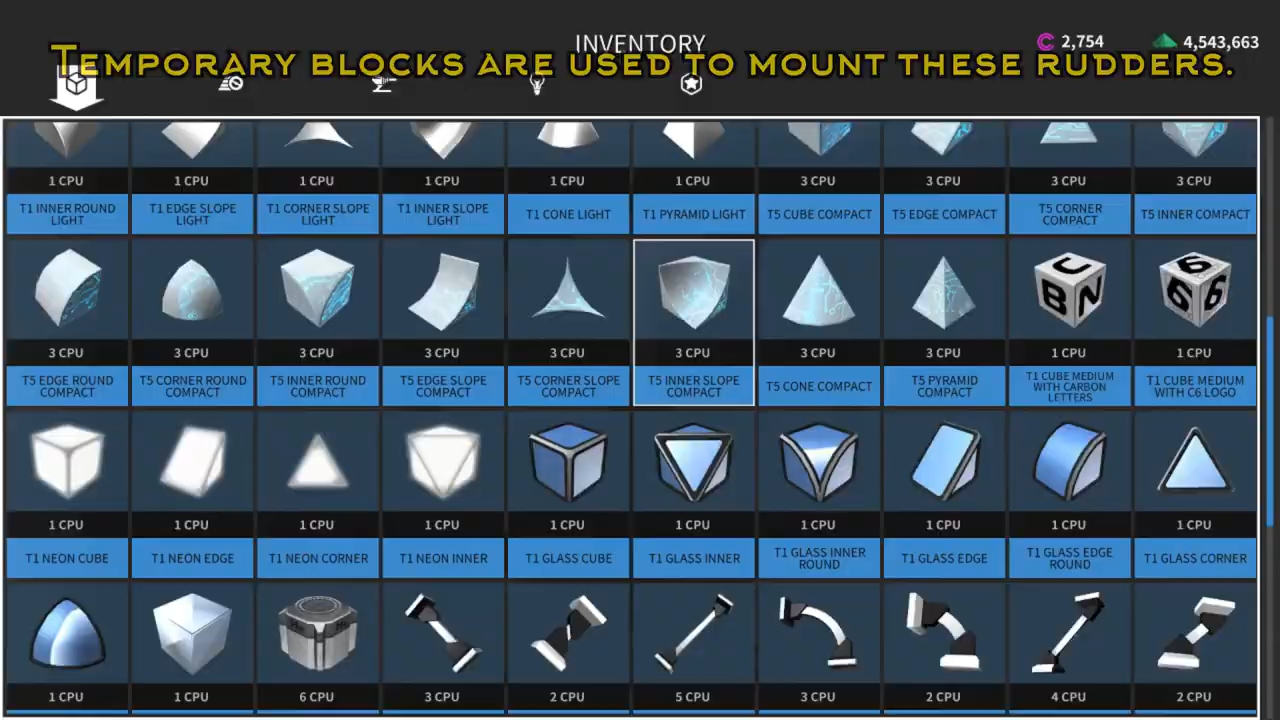 INVENTORY
2,754
4,543,663
TEMPORARY BLOCKS ARE USED TO MOUNT THESE RUDDERS.
1 CPU 1 CPU 1 CPU 1 CPU 1 CPU 1 CPU 3 CPU 3 CPU 3 CPU 3 CPU
T1 INNER ROUND LIGHT
T1 EDGE SLOPE LIGHT
T1 CORNER SLOPE LIGHT
T1 INNER SLOPE LIGHT
T1 CONE LIGHT
T1 PYRAMID LIGHT
T5 CUBE COMPACT
T5 EDGE COMPACT
T5 CORNER COMPACT
T5 INNER COMPACT
U
B N
6
6 6
3 CPU 3 CPU 3 CPU 3 CPU 3 CPU 3 CPU 3 CPU 3 CPU 1 CPU 1 CPU
T5 EDGE ROUND COMPACT
T5 CORNER ROUND COMPACT
T5 INNER ROUND COMPACT
T5 EDGE SLOPE COMPACT
T5 CORNER SLOPE COMPACT
T5 INNER SLOPE COMPACT
T5 CONE COMPACT
T5 PYRAMID COMPACT
T1 CUBE MEDIUM WITH CARBON LETTERS
T1 CUBE MEDIUM WITH C6 LOGO
1 CPU 1 CPU 1 CPU 1 CPU 1 CPU 1 CPU 1 CPU 1 CPU 1 CPU 1 CPU
T1 NEON CUBE
T1 NEON EDGE
T1 NEON CORNER
T1 NEON INNER
T1 GLASS CUBE
T1 GLASS INNER
T1 GLASS INNER ROUND
T1 GLASS EDGE
T1 GLASS EDGE ROUND
T1 GLASS CORNER
1 CPU 1 CPU 6 CPU 3 CPU 2 CPU 5 CPU 3 CPU 2 CPU 4 CPU 2 CPU